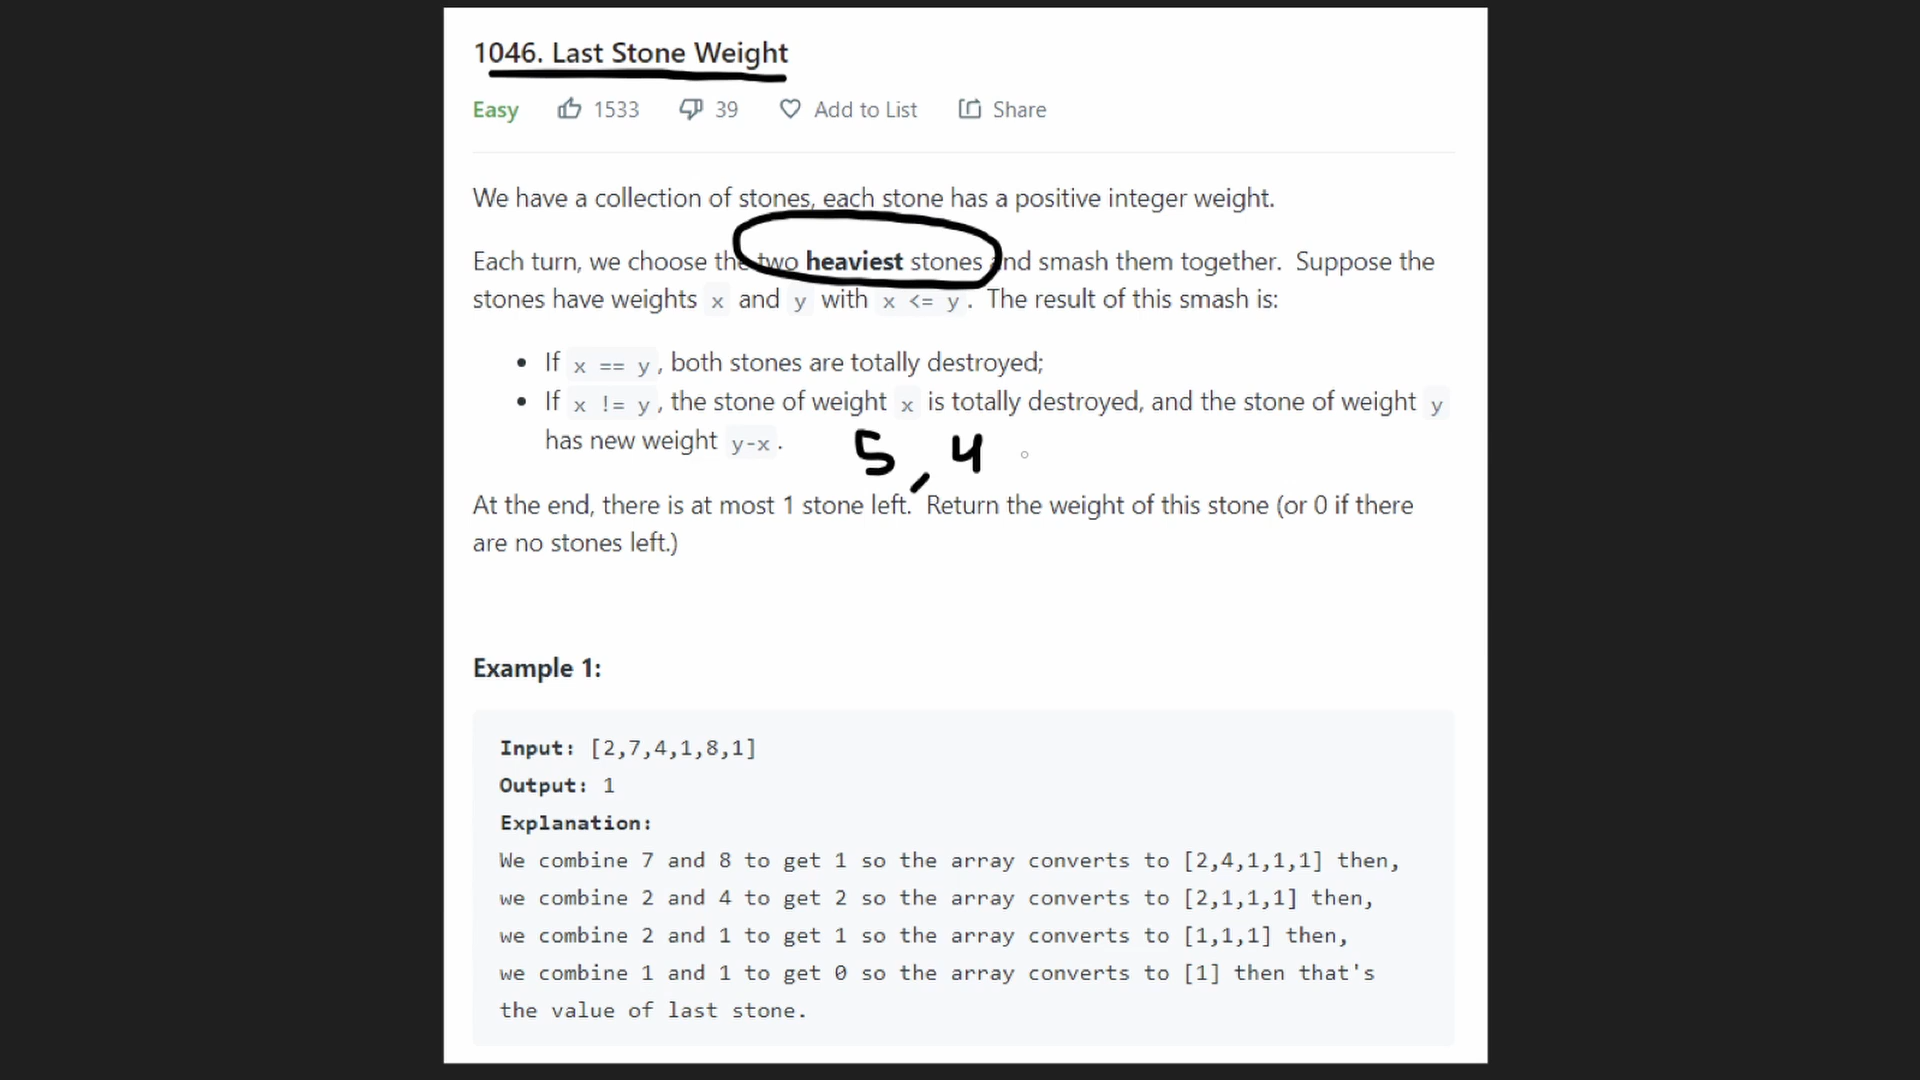 1046. Last Stone Weight
Easy 1533 39 Add to List Share
We have a collection of stones, each stone has a positive integer weight.
Each turn, we choose the two heaviest stones and smash them together. Suppose the
stones have weights x and y with x <= y. The result of this smash is:
• If x == y, both stones are totally destroyed;
• If x != y, the stone of weight x is totally destroyed, and the stone of weight y
has new weight y-x.
5, 4
At the end, there is at most 1 stone left. Return the weight of this stone (or 0 if there
are no stones left.)
Example 1:
Input: [2,7,4,1,8,1]
Output: 1
Explanation:
We combine 7 and 8 to get 1 so the array converts to [2,4,1,1,1] then,
we combine 2 and 4 to get 2 so the array converts to [2,1,1,1] then,
we combine 2 and 1 to get 1 so the array converts to [1,1,1] then,
we combine 1 and 1 to get 0 so the array converts to [1] then that's
the value of last stone.